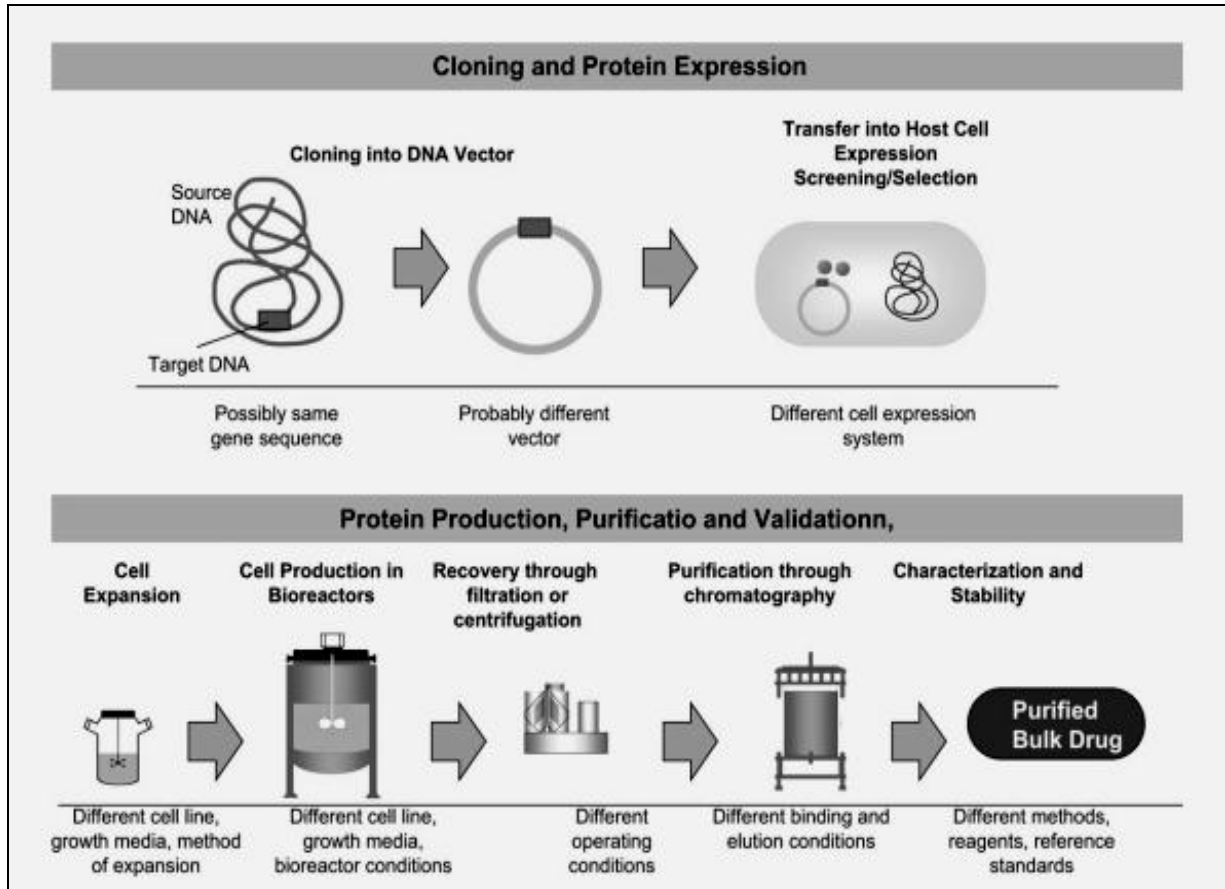 Cloning and Protein Expression
Cloning into DNA Vector
Transfer into Host Cell
Expression
Screening/Selection
Source
DNA
Target DNA
Possibly same
gene sequence
Probably different
vector
Different cell expression
system
Protein Production, Purificatio and Validationn,
Cell
Expansion
Cell Production in
Bioreactors
Recovery through
filtration or
centrifugation
Purification through
chromatography
Characterization and
Stability
Purified
Bulk Drug
Different cell line,
growth media, method
of expansion
Different cell line,
growth media,
bioreactor conditions
Different
operating
conditions
Different binding and
elution conditions
Different methods,
reagents, reference
standards